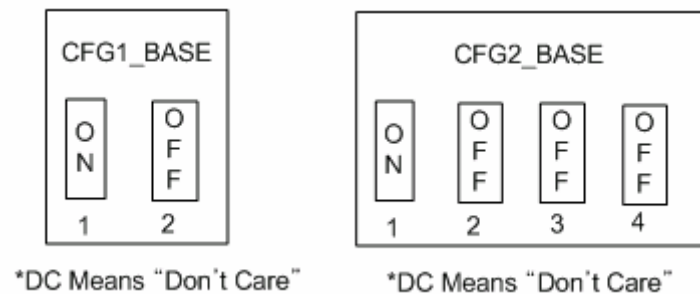 CFG1_BASE
ON
OFF
1
2
*DC Means “Don't Care”
CFG2_BASE
ON
OFF
OFF
OFF
1
2
3
4
*DC Means “Don't Care”